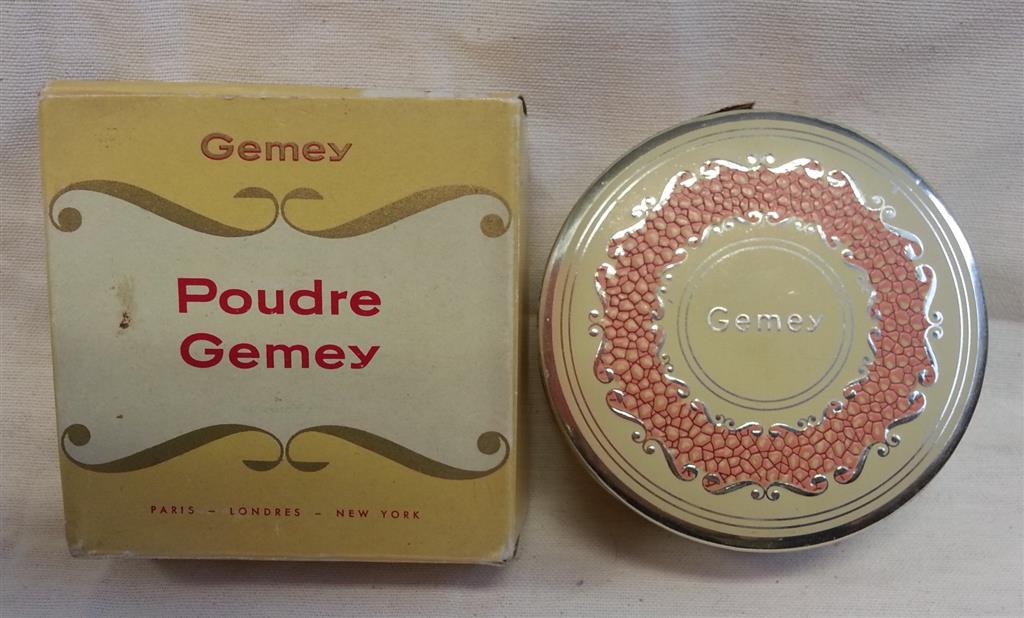 Gemey
Poudre
Gemey
PARIS – LONDRES – NEW YORK
Gemey